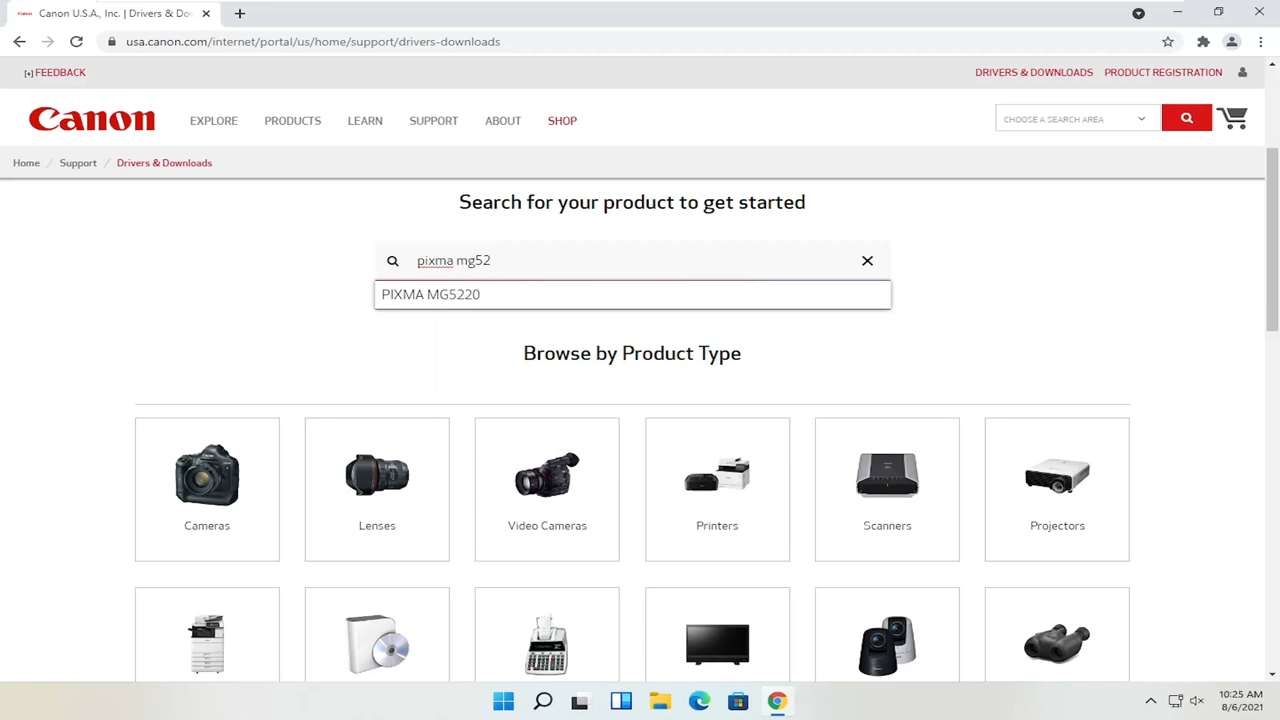 Canon U.S.A., Inc. | Drivers & Do
usa.canon.com/internet/portal/us/home/support/drivers-downloads
[+] FEEDBACK
DRIVERS & DOWNLOADS PRODUCT REGISTRATION
Canon EXPLORE PRODUCTS LEARN SUPPORT ABOUT SHOP CHOOSE A SEARCH AREA
Home / Support / Drivers & Downloads
Search for your product to get started
pixma mg52
PIXMA MG5220
Browse by Product Type
Cameras Lenses Video Cameras Printers Scanners Projectors
10:25 AM
8/6/2021